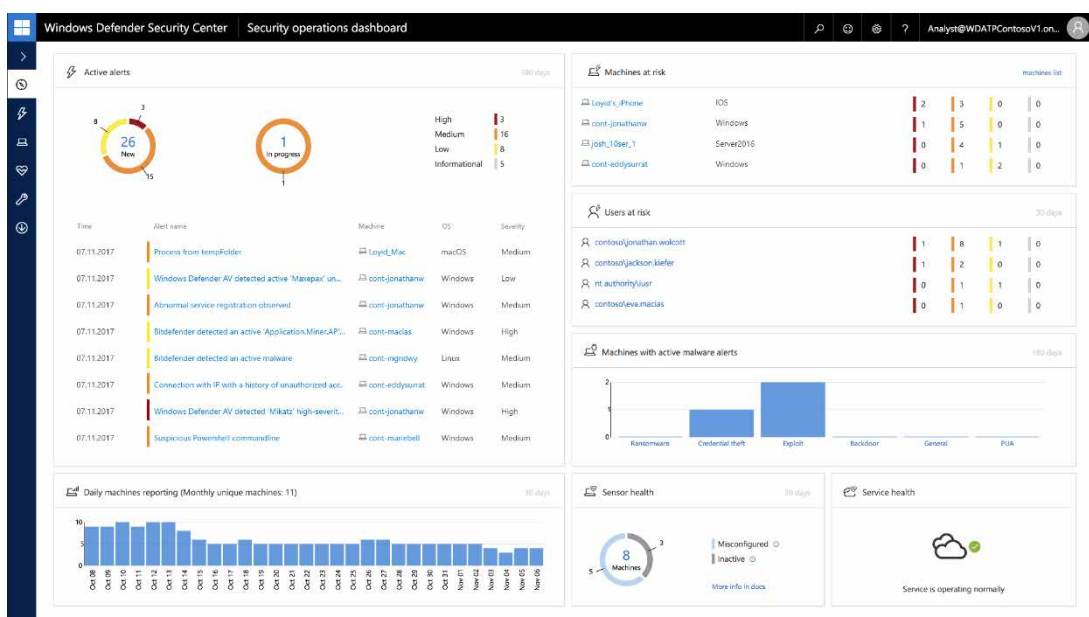 Windows Defender Security Center Security operations dashboard ? Analyst@WDATPContosoV1.on...
Active alerts 180 days
3
8
26
New
15
1
In progress
1
High 3
Medium 16
Low 8
Informational 5
Time Alert name Machine OS Severity
07.11.2017 Process from tempFolder Loyid_Mac macOS Medium
07.11.2017 Windows Defender AV detected active 'Maxepax' un... cont-jonathanw Windows Low
07.11.2017 Abnormal service registration observed cont-jonathanw Windows Medium
07.11.2017 Bitdefender detected an active 'Application.Miner.AP'... cont-macias Windows High
07.11.2017 Bitdefender detected an active malware cont-ingridwy Linux Medium
07.11.2017 Connection with IP with a history of unauthorized acc.. cont-eddysurrat Windows Medium
07.11.2017 Windows Defender AV detected 'Mikatz' high-severit... cont-jonathanw Windows High
07.11.2017 Suspicious Powershell commandline cont-mariebell Windows Medium
Machines at risk machines list
Loyid's_iPhone IOS 2 3 0 0
cont-jonathanw Windows 1 5 0 0
josh_10ser_1 Server2016 0 4 1 0
cont-eddysurrat Windows 0 1 2 0
Users at risk 30 days
contoso\jonathan.wolcott 1 8 1 0
contoso\jackson.kiefer 1 2 0 0
nt authority\iusr 0 1 1 0
contoso\eve.macias 0 1 0 0
Machines with active malware alerts 180 days
2
1
0
Ransomware Credential theft Exploit Backdoor General PUA
Daily machines reporting (Monthly unique machines: 11) 30 days
10
5
0
Oct 08 Oct 09 Oct 10 Oct 11 Oct 12 Oct 13 Oct 14 Oct 15 Oct 16 Oct 17 Oct 18 Oct 19 Oct 20 Oct 21 Oct 22 Oct 23 Oct 24 Oct 25 Oct 26 Oct 27 Oct 28 Oct 29 Oct 30 Oct 31 Nov 01 Nov 02 Nov 03 Nov 04 Nov 05 Nov 06
Sensor health 30 days
3
8
Machines
5
Misconfigured
Inactive
More info in docs
Service health
Service is operating normally